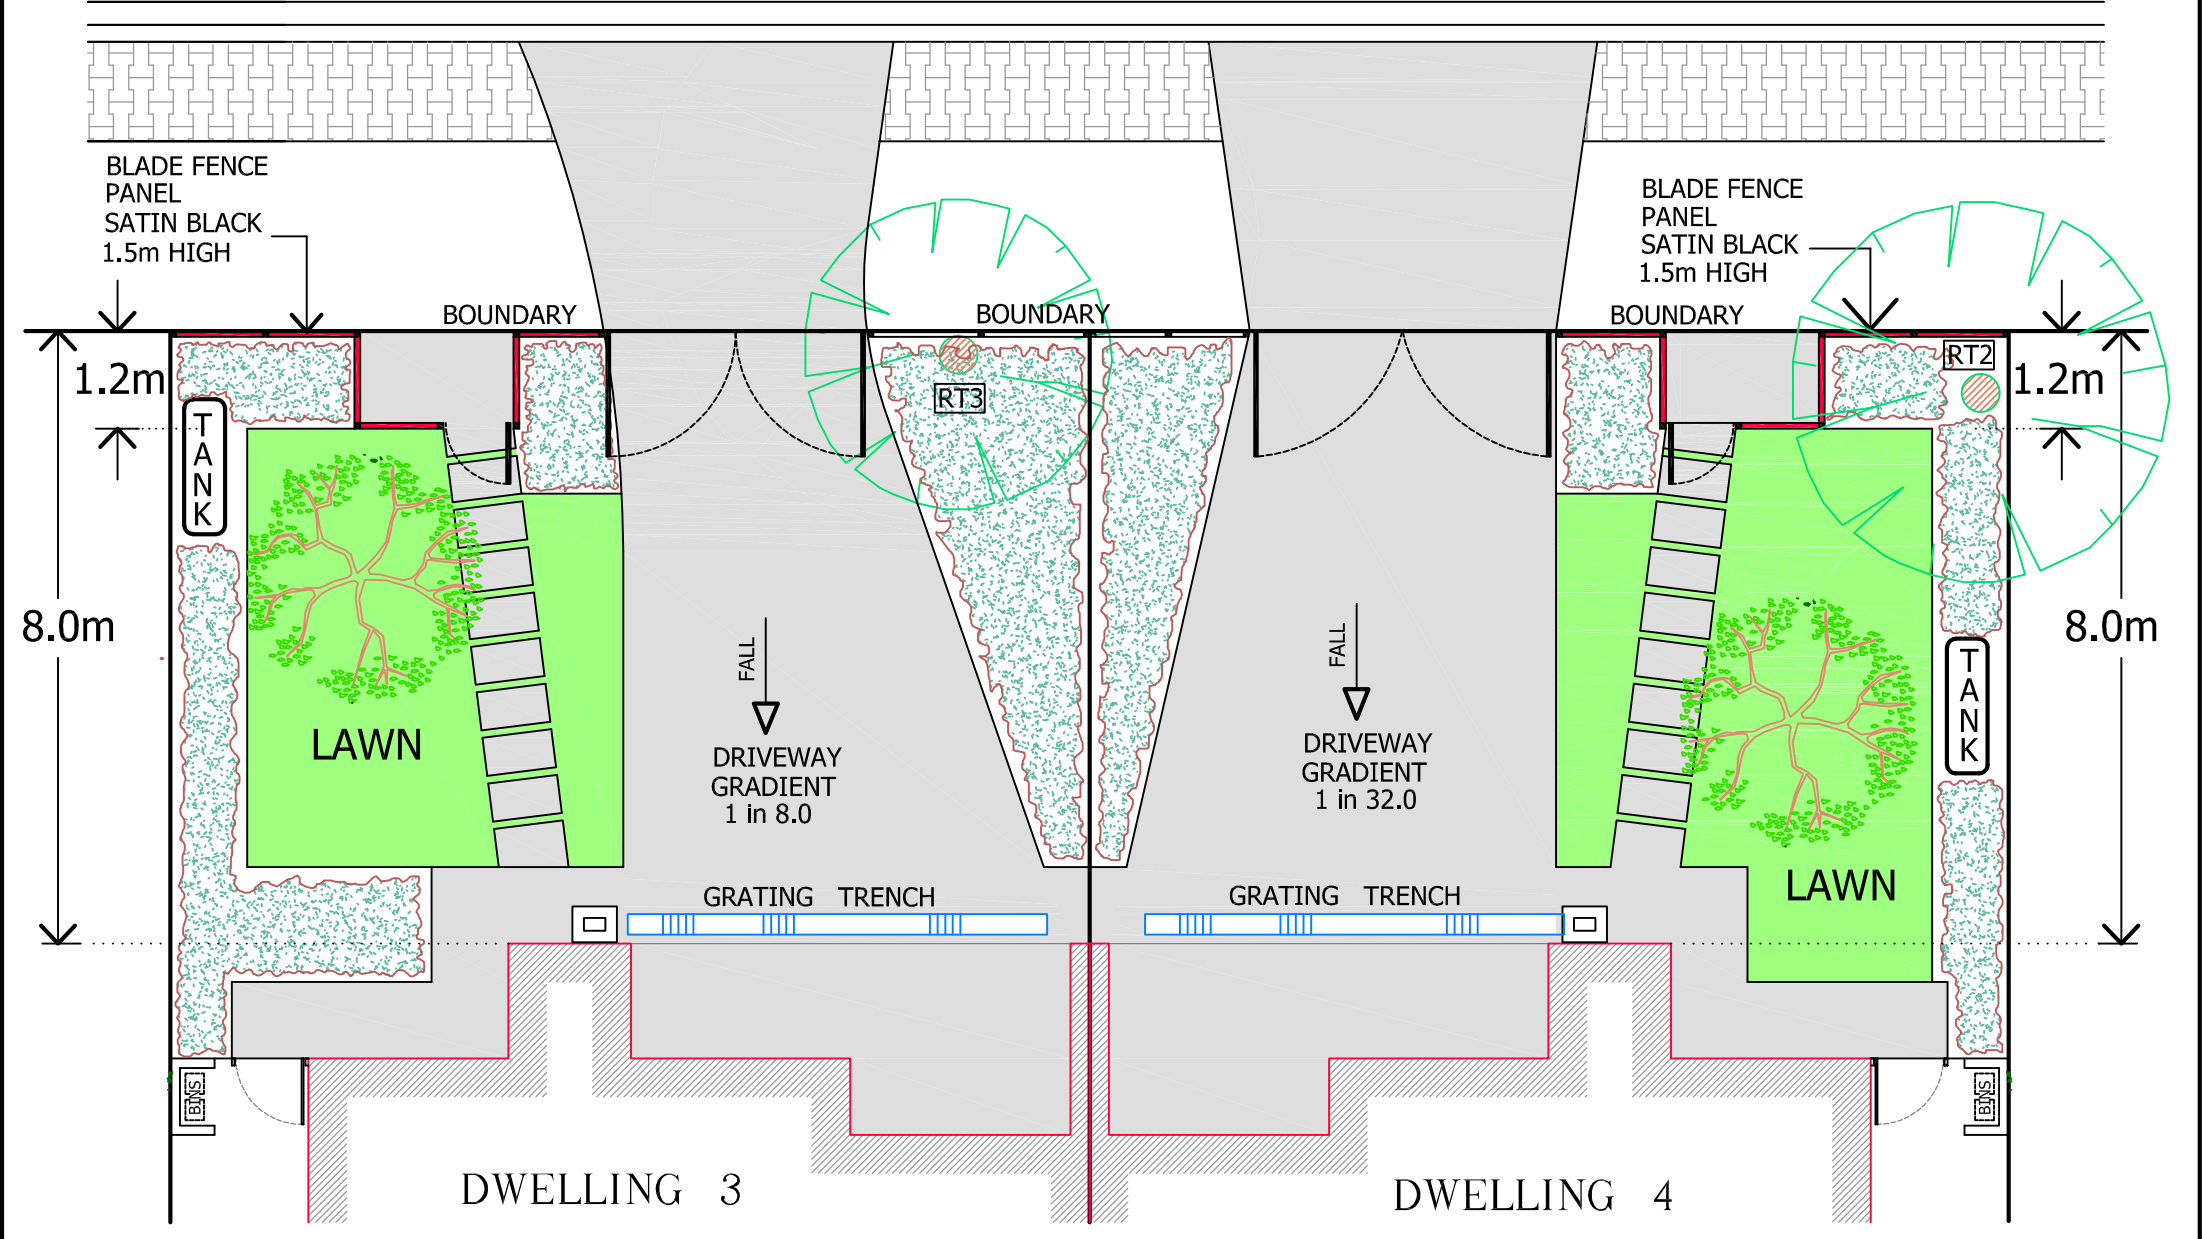 BLADE FENCE
PANEL
SATIN BLACK
1.5m HIGH
BLADE FENCE
PANEL
SATIN BLACK
1.5m HIGH
BOUNDARY
BOUNDARY
BOUNDARY
1.2m
RT3
RT2
1.2m
TANK
8.0m
8.0m
FALL
FALL
TANK
LAWN
DRIVEWAY
GRADIENT
1 in 8.0
DRIVEWAY
GRADIENT
1 in 32.0
LAWN
GRATING TRENCH
GRATING TRENCH
BINS
BINS
DWELLING 3
DWELLING 4